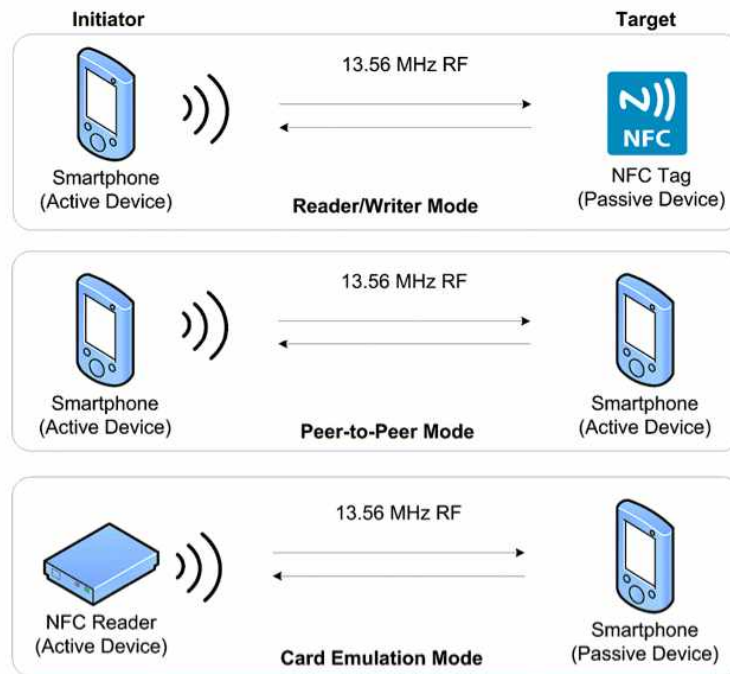 Initiator
Target
13.56 MHz RF
NFC
Smartphone
(Active Device)
NFC Tag
(Passive Device)
Reader/Writer Mode
13.56 MHz RF
Smartphone
(Active Device)
Smartphone
(Active Device)
Peer-to-Peer Mode
13.56 MHz RF
NFC Reader
(Active Device)
Smartphone
(Passive Device)
Card Emulation Mode